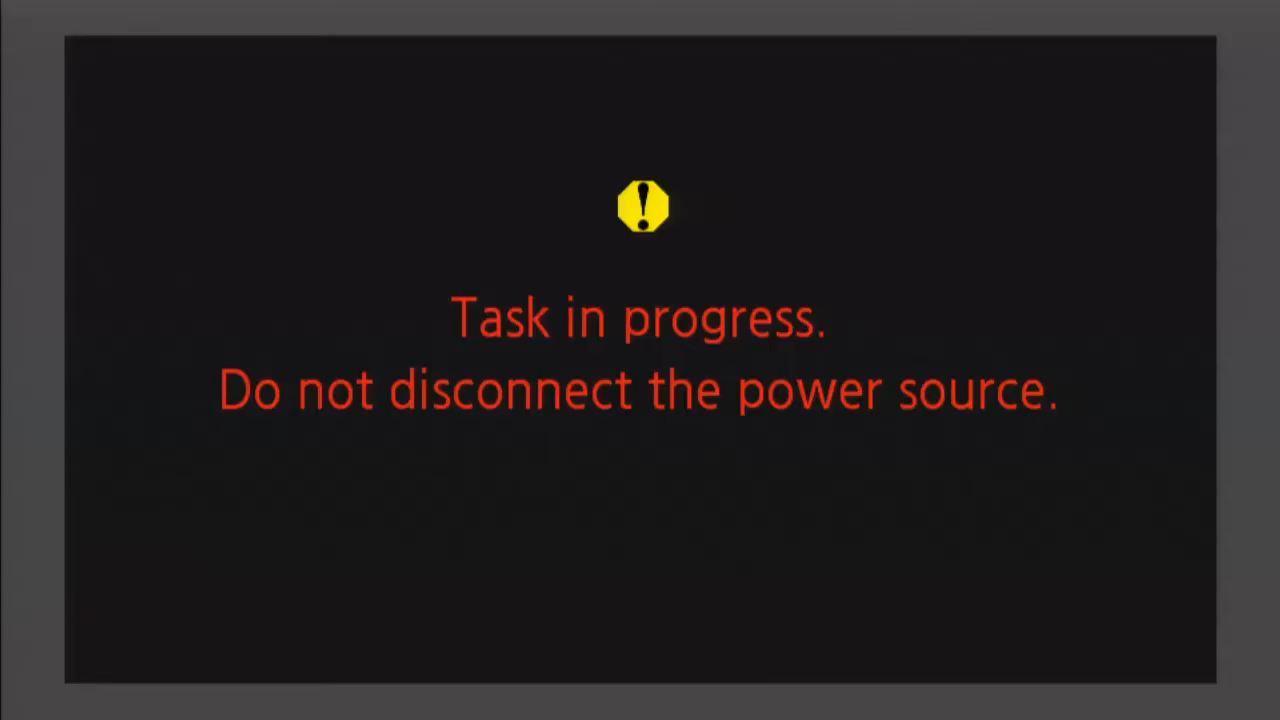 Task in progress.
Do not disconnect the power source.